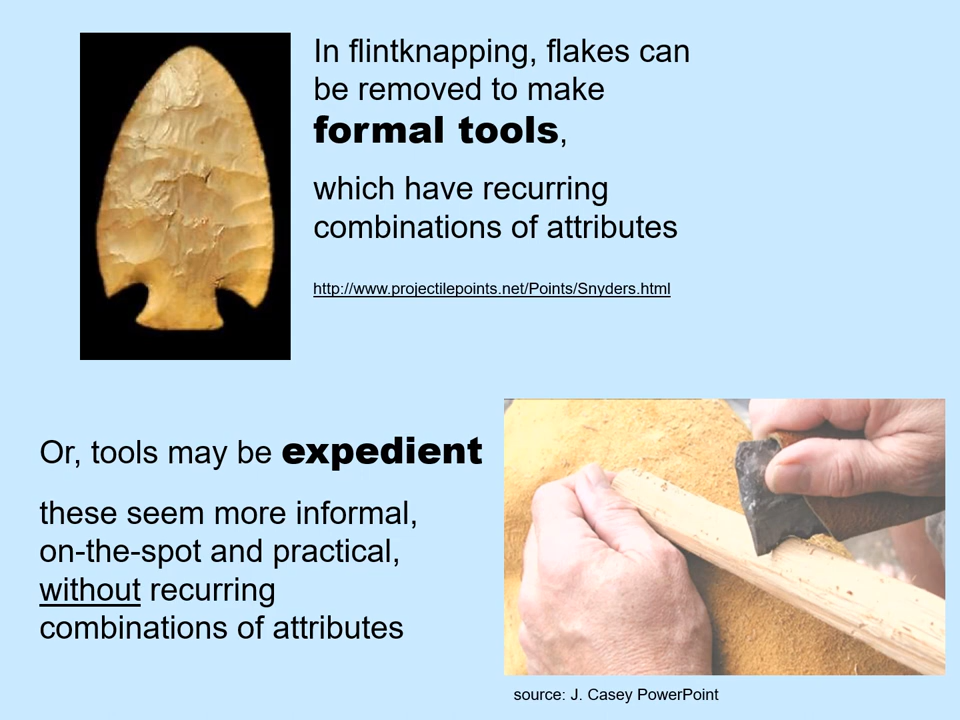 In flintknapping, flakes can
be removed to make
formal tools,
which have recurring
combinations of attributes
http://www.projectilepoints.net/Points/Snyders.html
Or, tools may be expedient
these seem more informal,
on-the-spot and practical,
without recurring
combinations of attributes
source: J. Casey PowerPoint